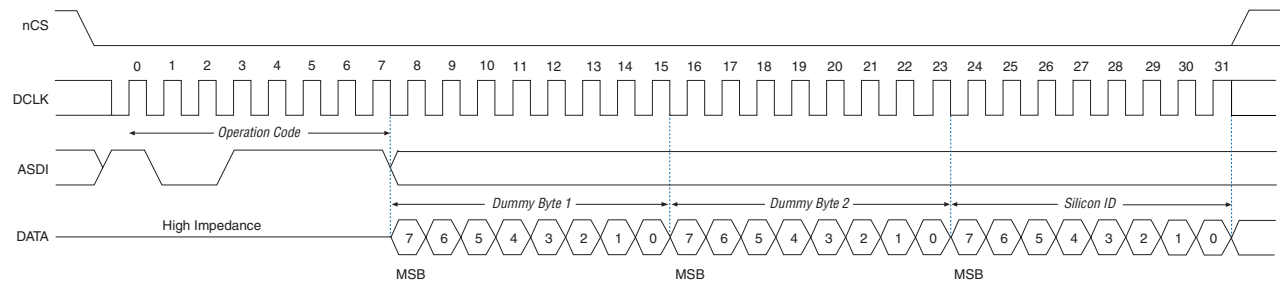 nCS
0 1 2 3 4 5 6 7 8 9 10 11 12 13 14 15 16 17 18 19 20 21 22 23 24 25 26 27 28 29 30 31
DCLK
Operation Code
ASDI
Dummy Byte 1 Dummy Byte 2 Silicon ID
High Impedance
DATA 7 6 5 4 3 2 1 0 7 6 5 4 3 2 1 0 7 6 5 4 3 2 1 0
MSB MSB MSB